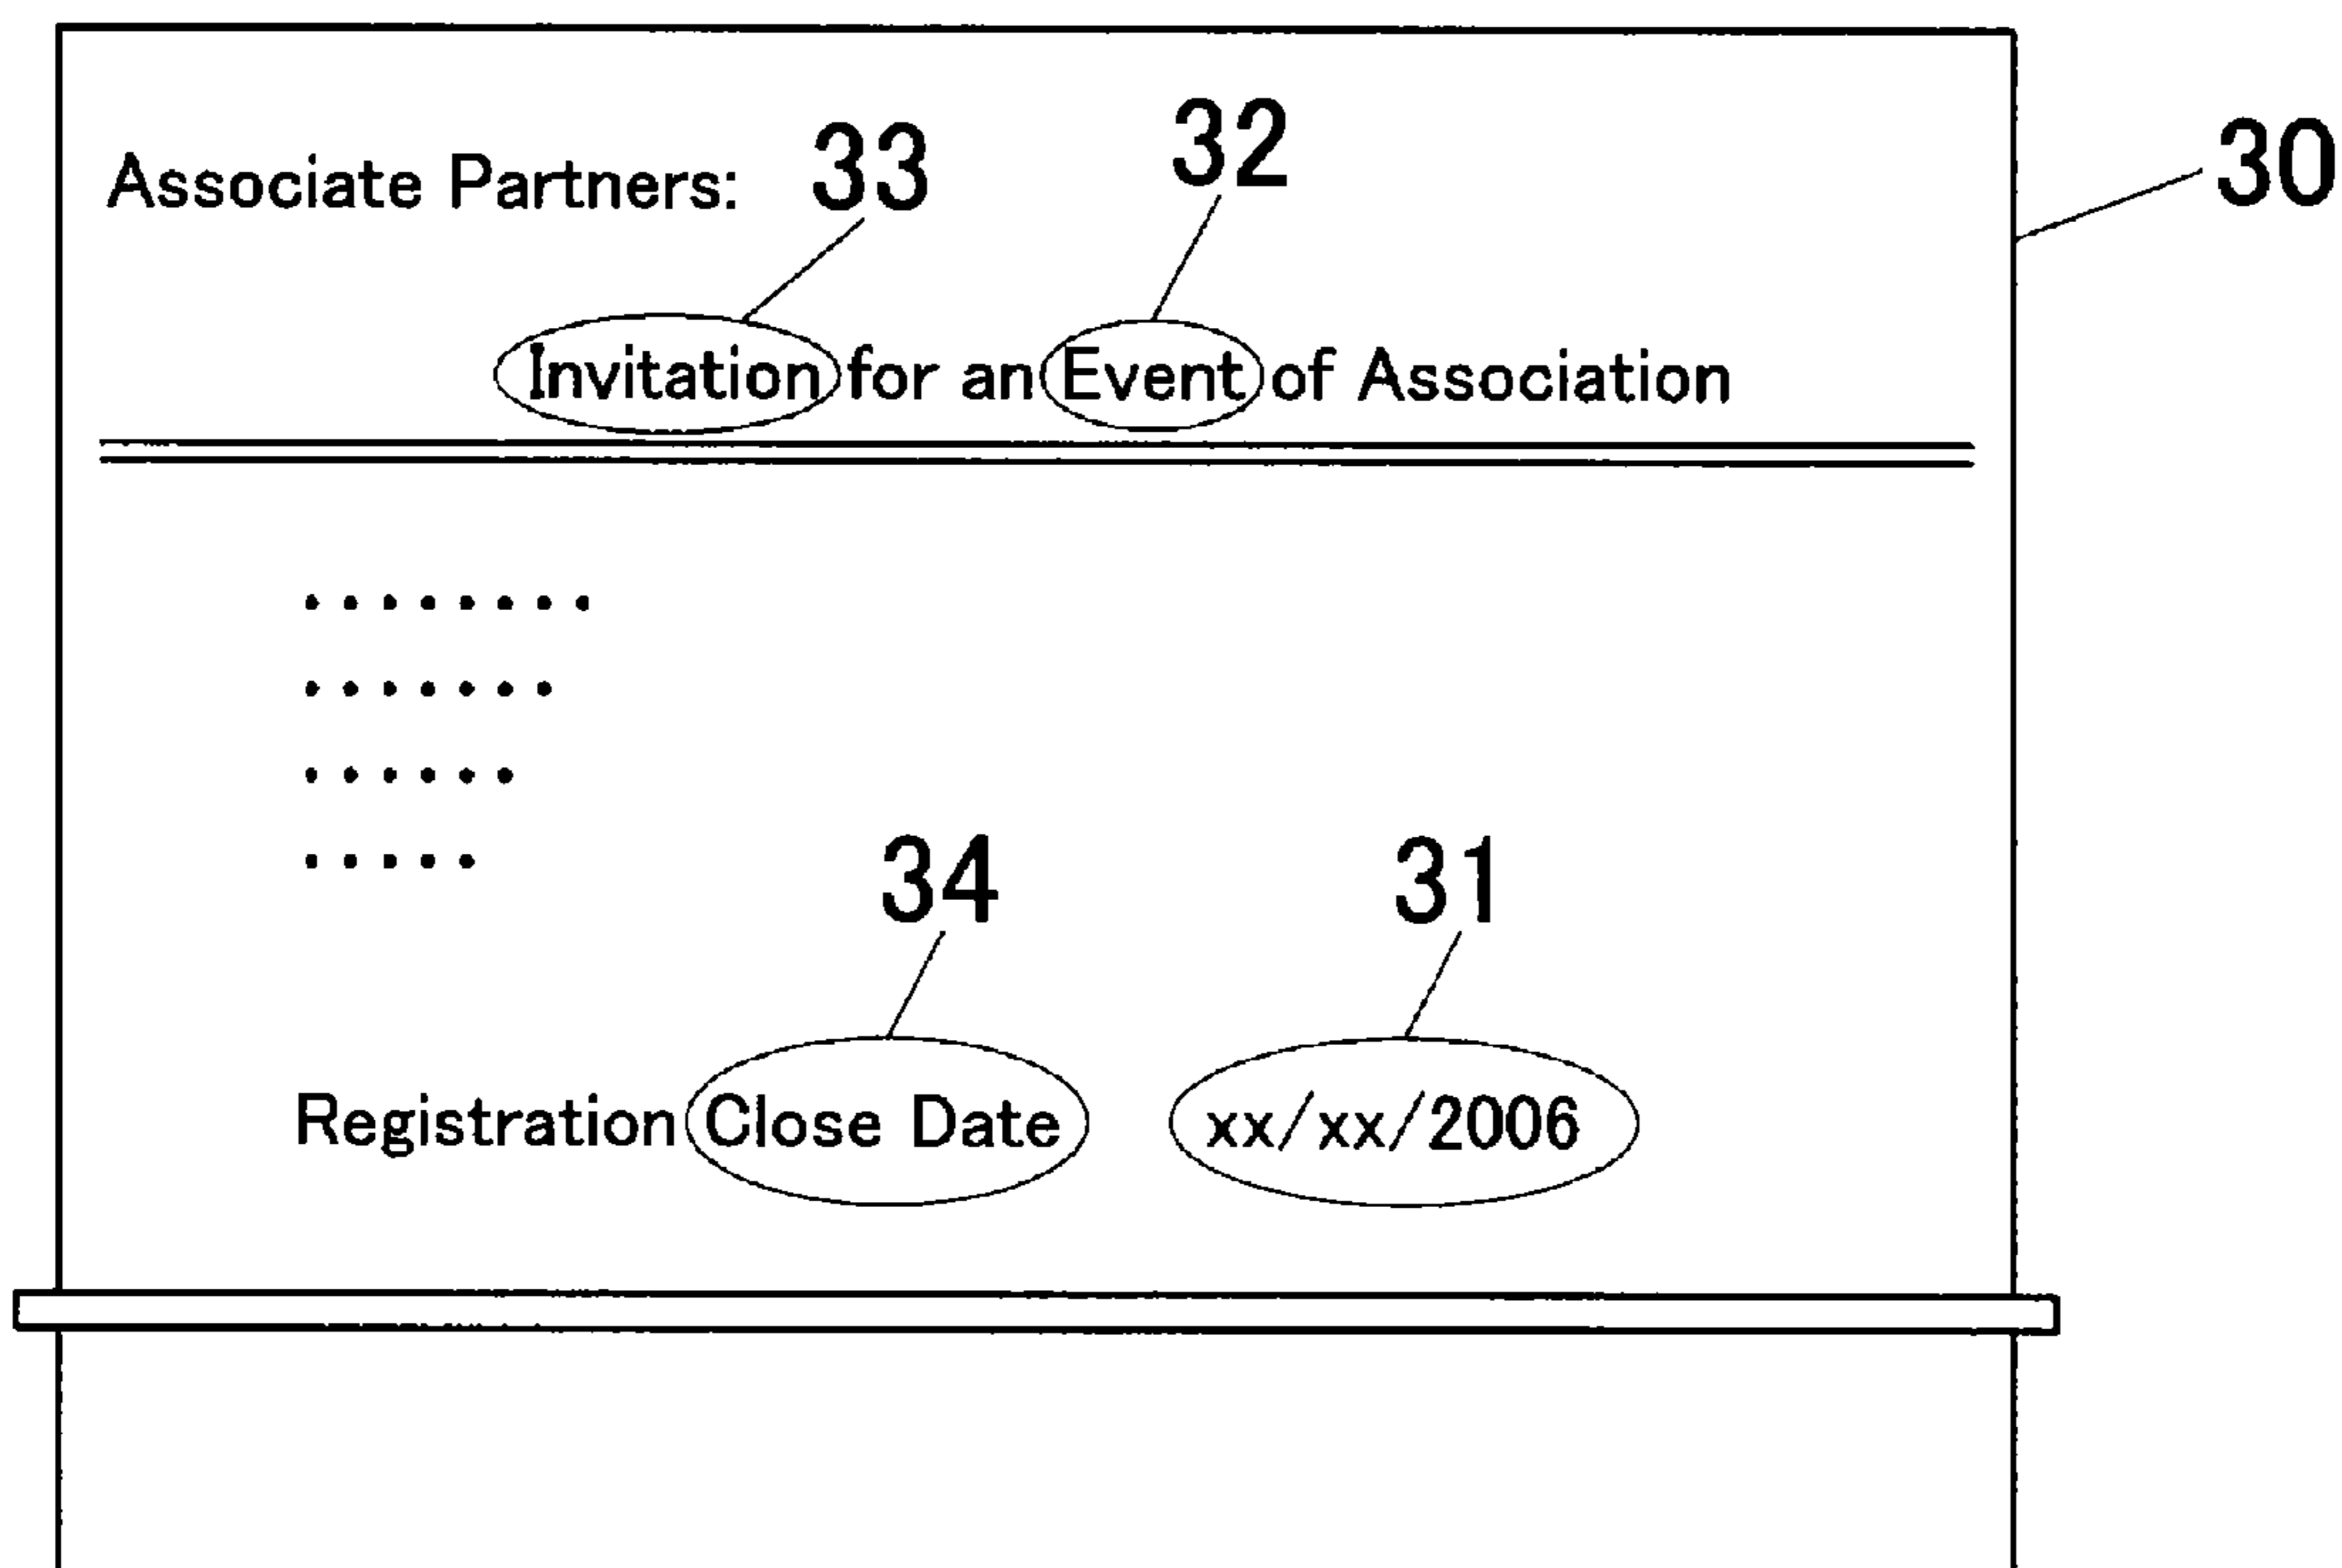 Associate Partners: 33 32
30
Invitation for an Event of Association
• • • • • • • •
• • • • • • •
• • • • • •
• • • • •
34 31
Registration Close Date xx/xx/2006